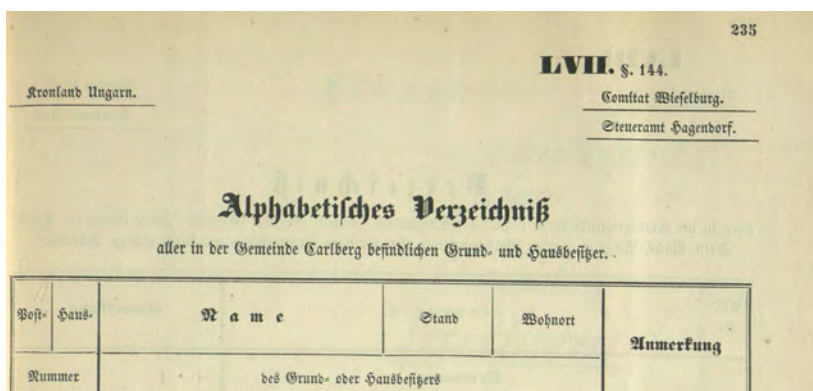 235
LVII. §. 144.
Kronland Ungarn.
Comitat Wieselburg.
Steueramt Hagendorf.
Alphabetisches Verzeichniß
aller in der Gemeinde Carlberg befindlichen Grund- und Hausbesitzer.
Post- Haus- Name Stand Wohnort Anmerkung
Nummer des Grund- oder Hausbesitzers